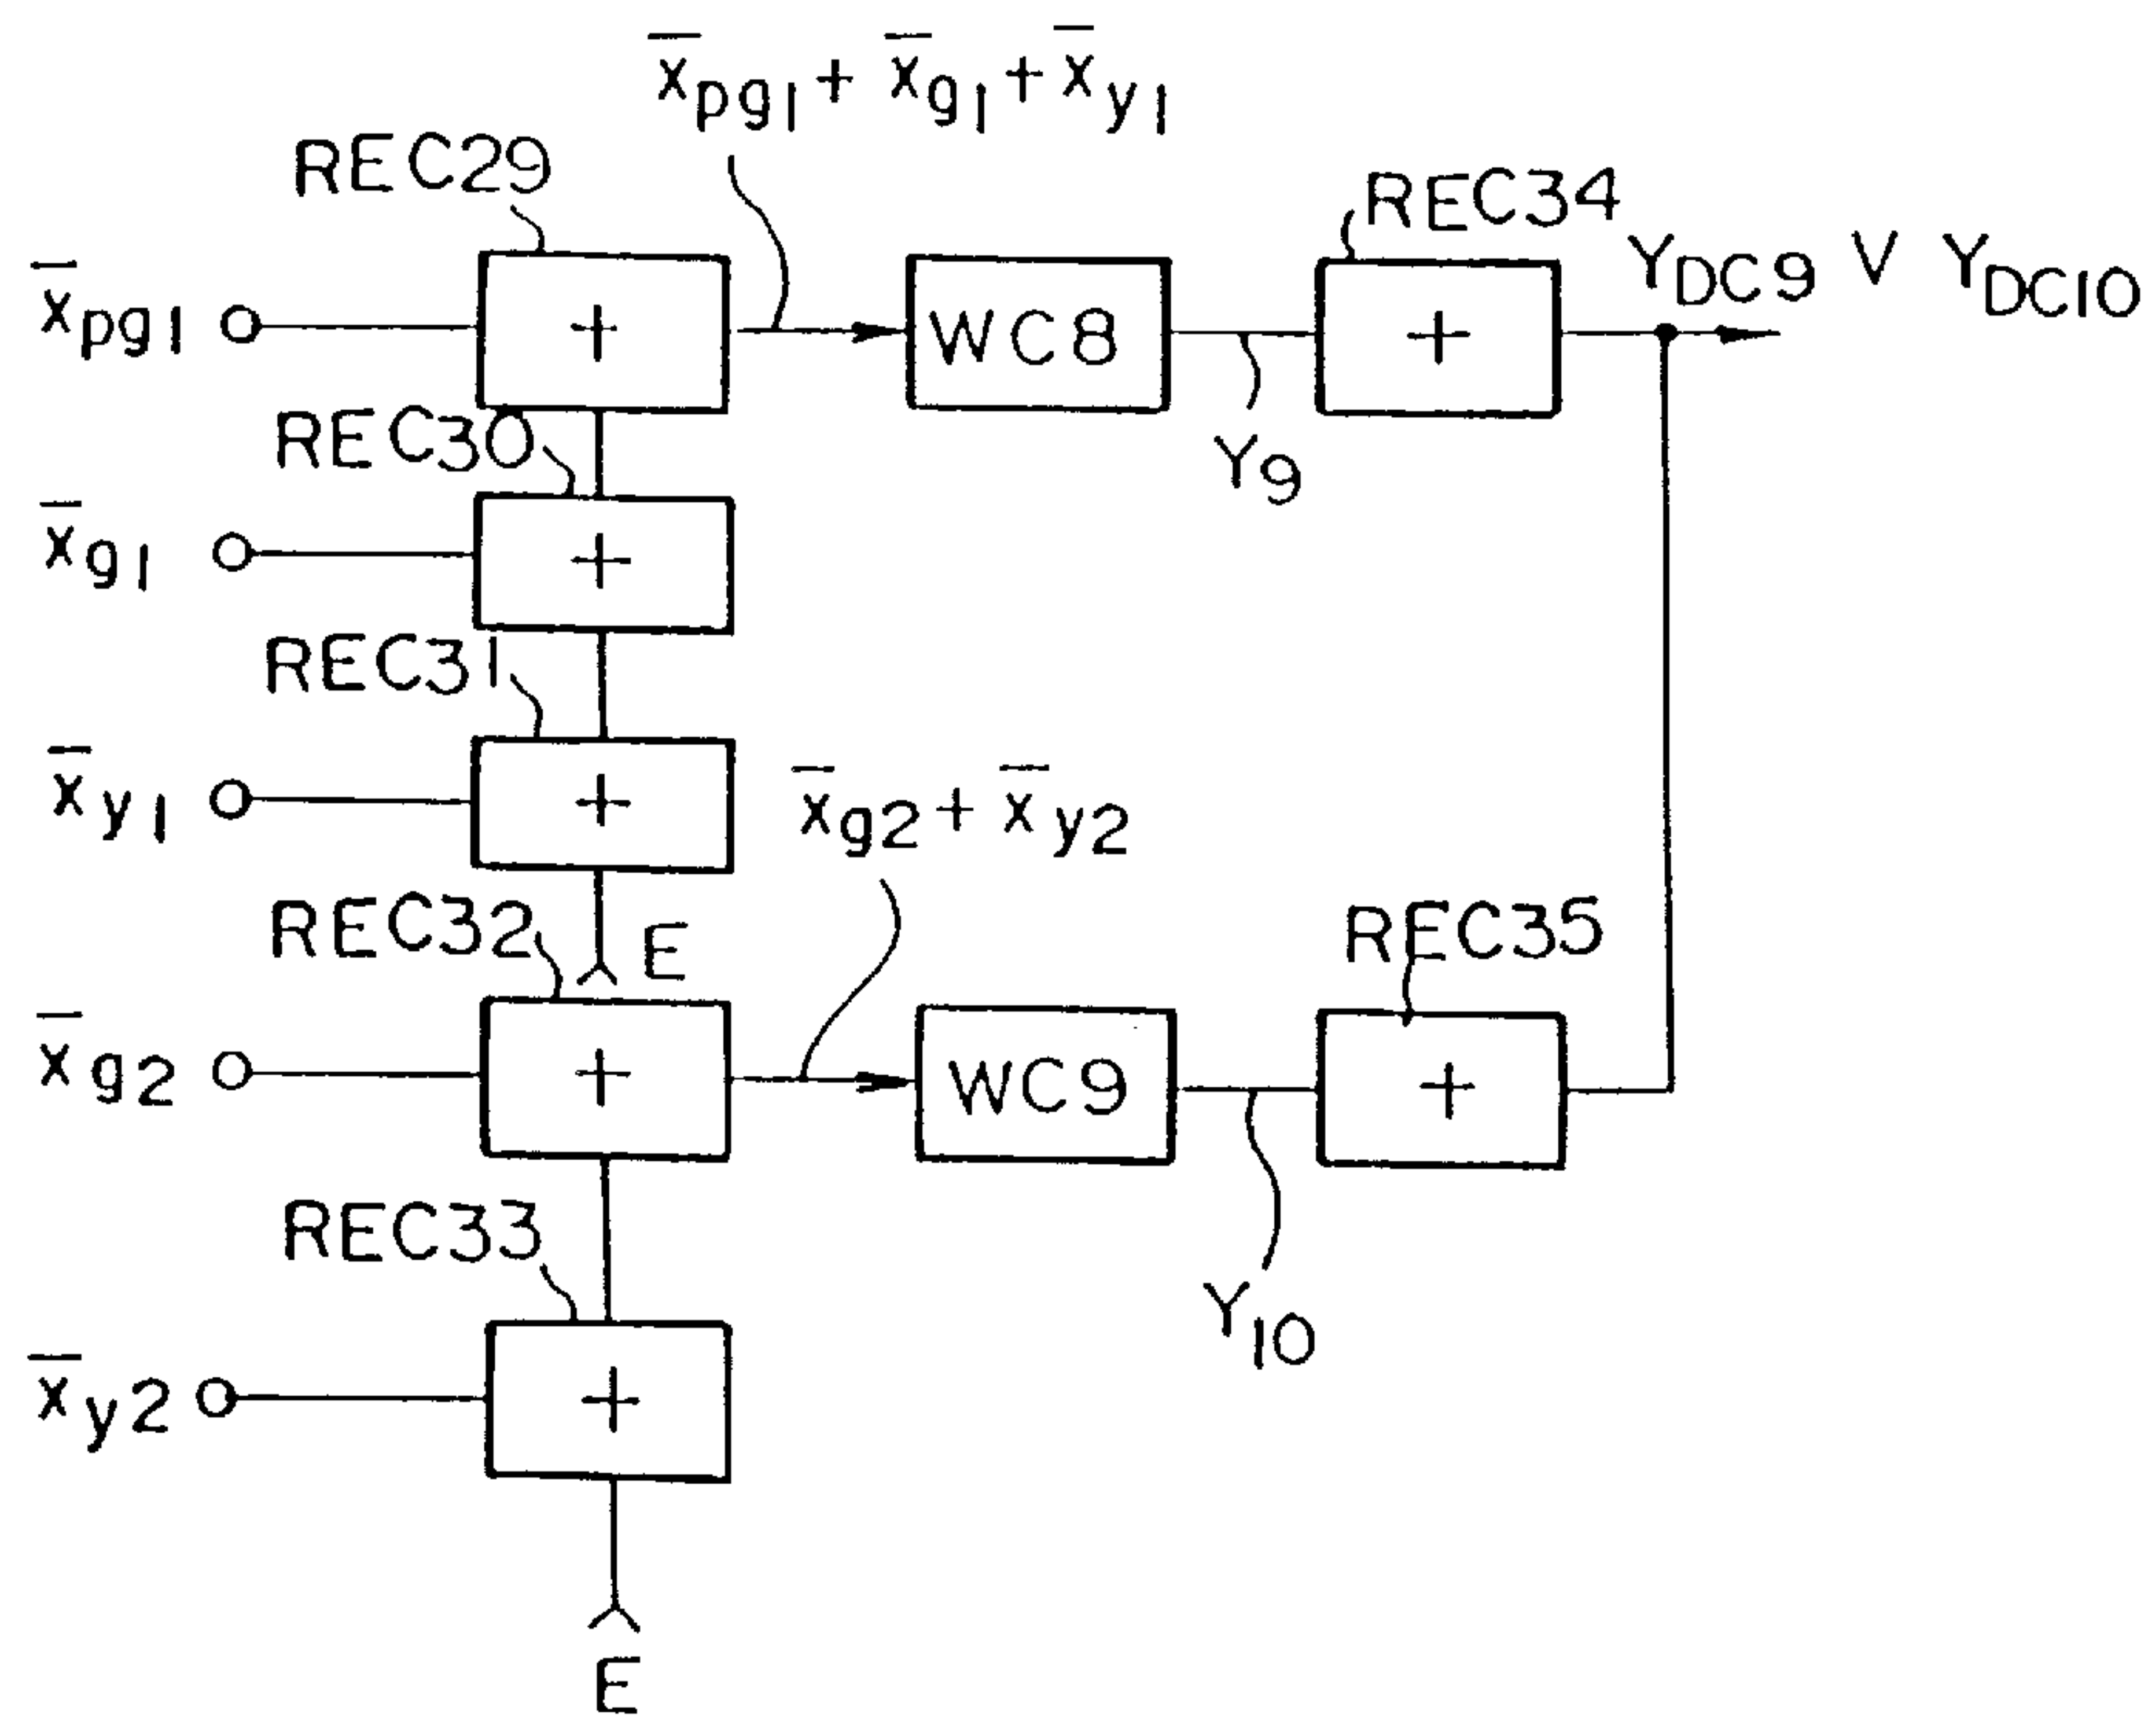 x̄pg1 + x̄g1 + x̄y1
REC29
REC34
YDC9 V YDC10
x̄pg1
+
WC8
+
REC30
Y9
x̄g1
+
REC31
x̄y1
+
x̄g2 + x̄y2
REC32
E
REC35
x̄g2
+
WC9
+
REC33
Y10
x̄y2
+
E